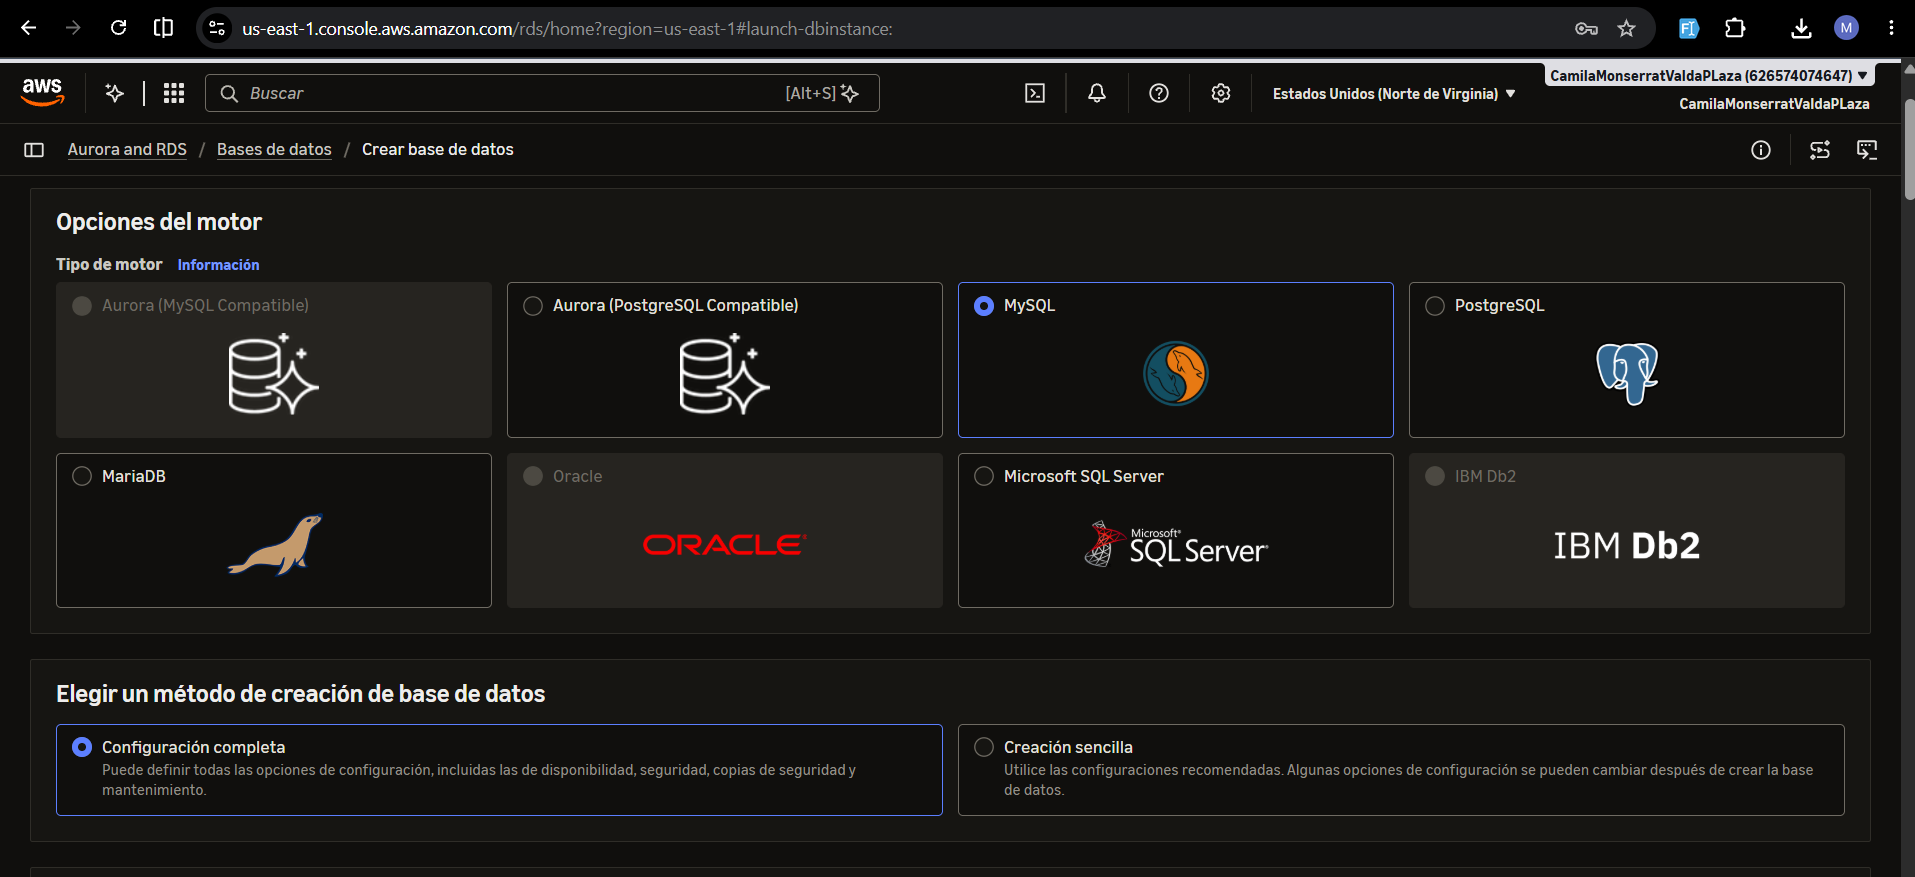 us-east-1.console.aws.amazon.com/rds/home?region=us-east-1#launch-dbinstance:
M
aws
Buscar
[Alt+S]
Estados Unidos (Norte de Virginia)
CamilaMonserratValdaPLaza (626574074647)
CamilaMonserratValdaPLaza
Aurora and RDS / Bases de datos / Crear base de datos
Opciones del motor
Tipo de motor Información
Aurora (MySQL Compatible)
Aurora (PostgreSQL Compatible)
MySQL
PostgreSQL
MariaDB
Oracle
ORACLE
Microsoft SQL Server
Microsoft®
SQL Server
IBM Db2
IBM Db2
Elegir un método de creación de base de datos
Configuración completa
Puede definir todas las opciones de configuración, incluidas las de disponibilidad, seguridad, copias de seguridad y
mantenimiento.
Creación sencilla
Utilice las configuraciones recomendadas. Algunas opciones de configuración se pueden cambiar después de crear la base
de datos.